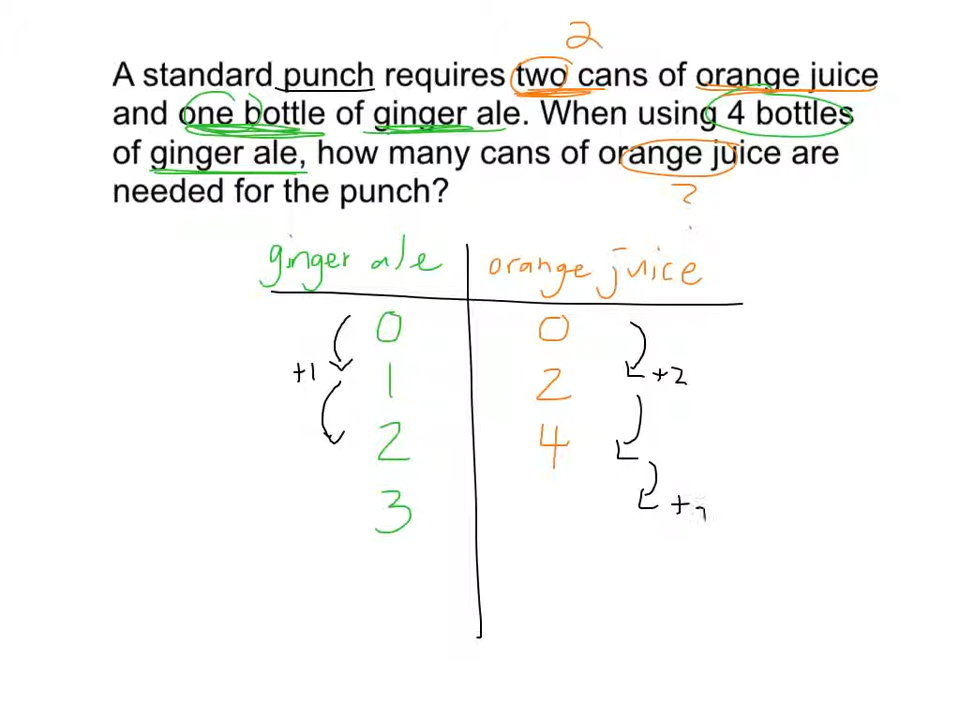 2
A standard punch requires two cans of orange juice
and one bottle of ginger ale. When using 4 bottles
of ginger ale, how many cans of orange juice are
needed for the punch?
?
ginger ale orange juice
0 0
+1 1 2 +2
2 4
3 +